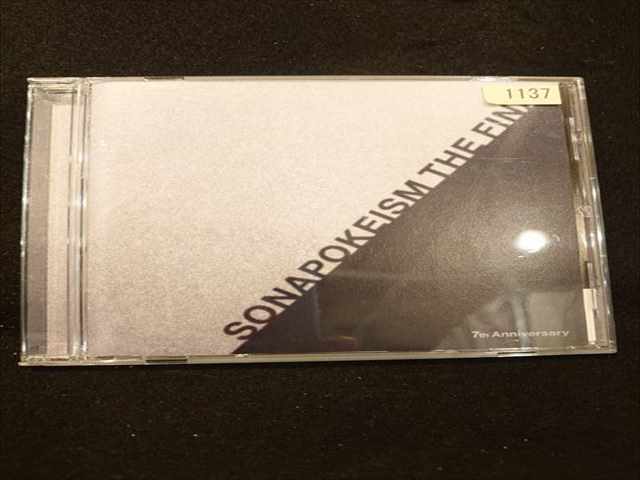 1137
SONAPOKEISM THE FIN
7th Anniversary